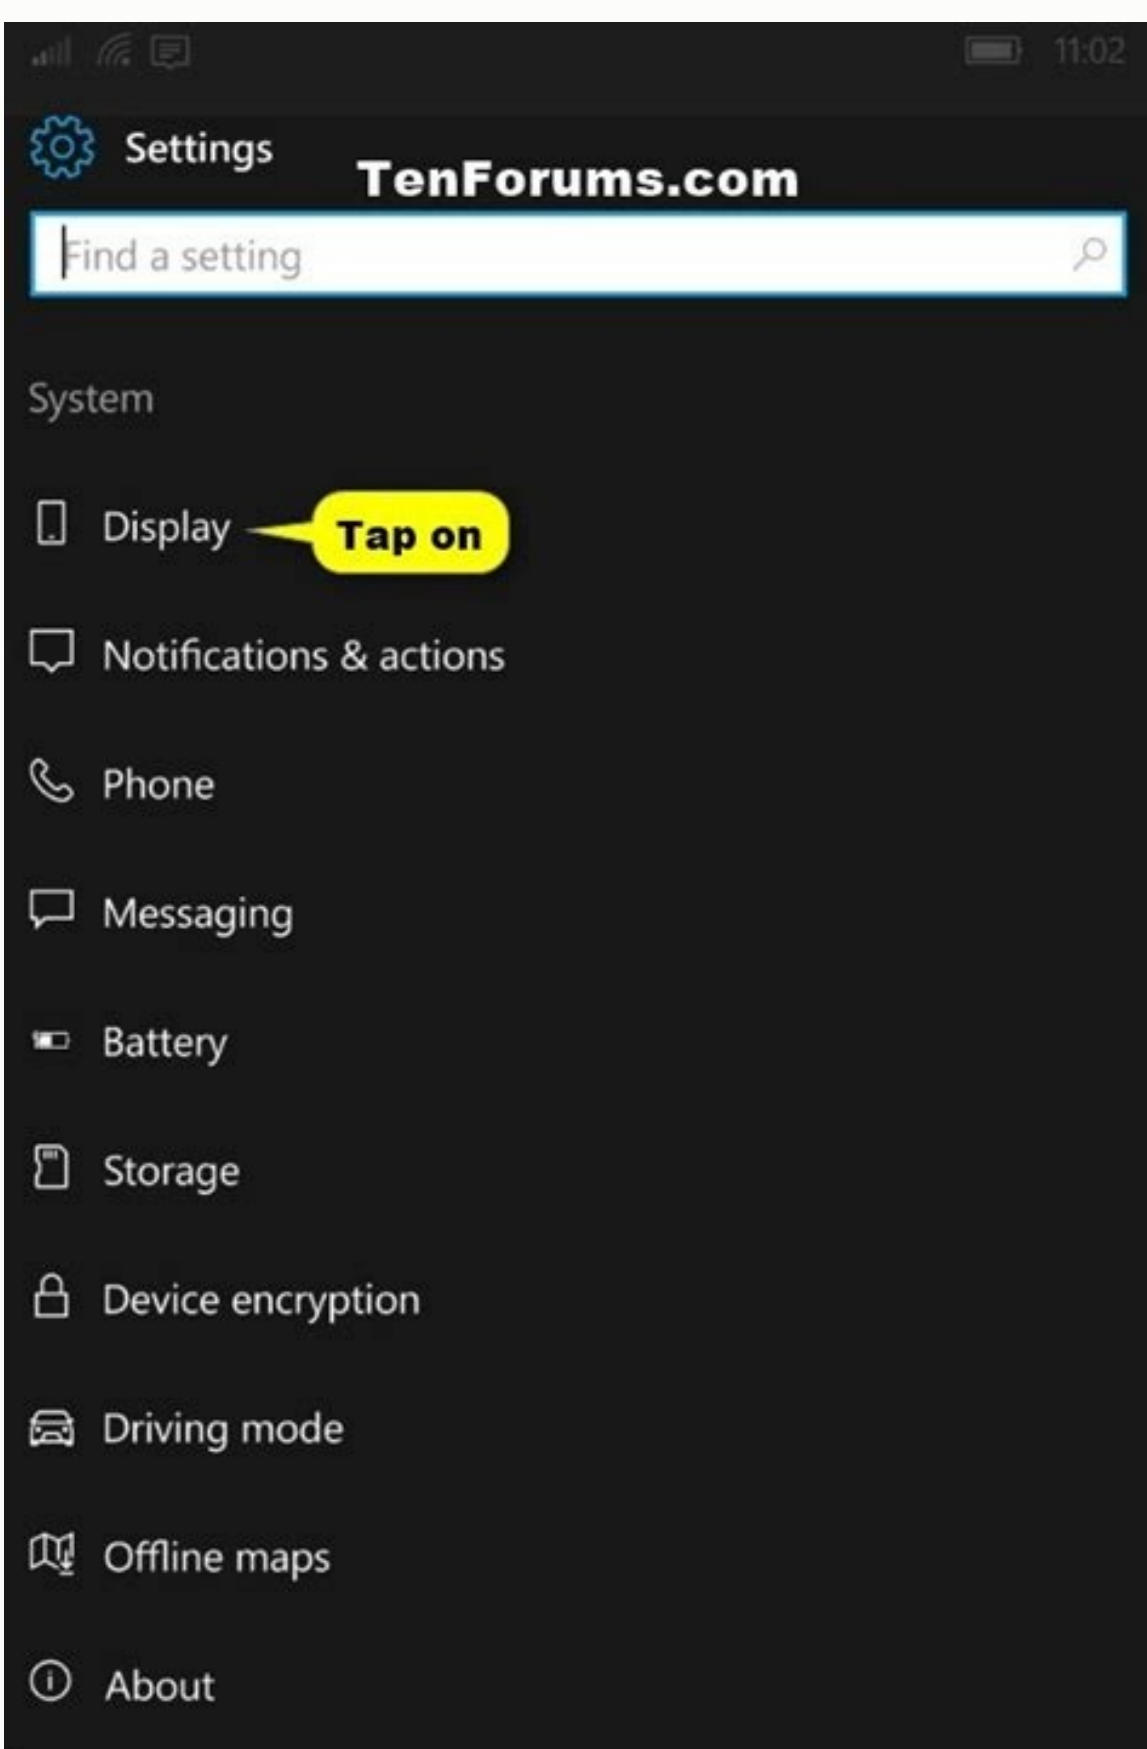 11:02
Settings
TenForums.com
Find a setting
System
Display
Tap on
Notifications & actions
Phone
Messaging
Battery
Storage
Device encryption
Driving mode
Offline maps
About